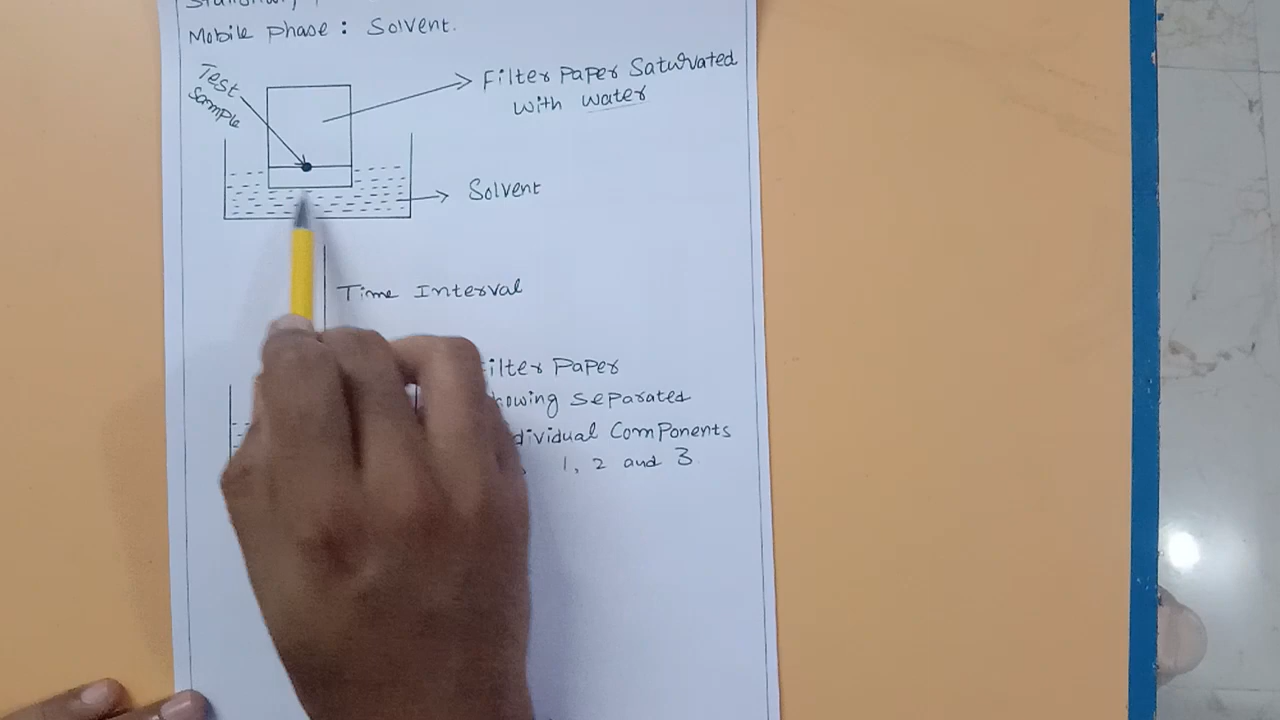 Mobile Phase : Solvent.
Test
Sample
Filter Paper Saturated
with water
Solvent
Time Interval
ilter Paper
howing separated
dividual Components
1, 2 and 3